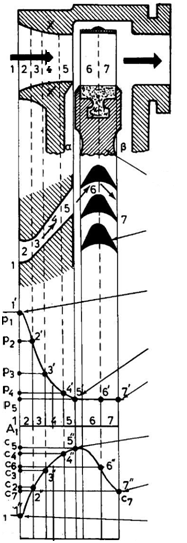 1 2 3 4 5 6 7
α β
1 2 3 4 5 6 7
1'
P1
P2 2'
P3 3'
P4 4' 5' 6' 7'
P5
A1 1 2 3 4 5 6 7
C5 5"
C4 4"
C6 6"
C3 3"
C2 2"
C7 7"
C7
1 1"